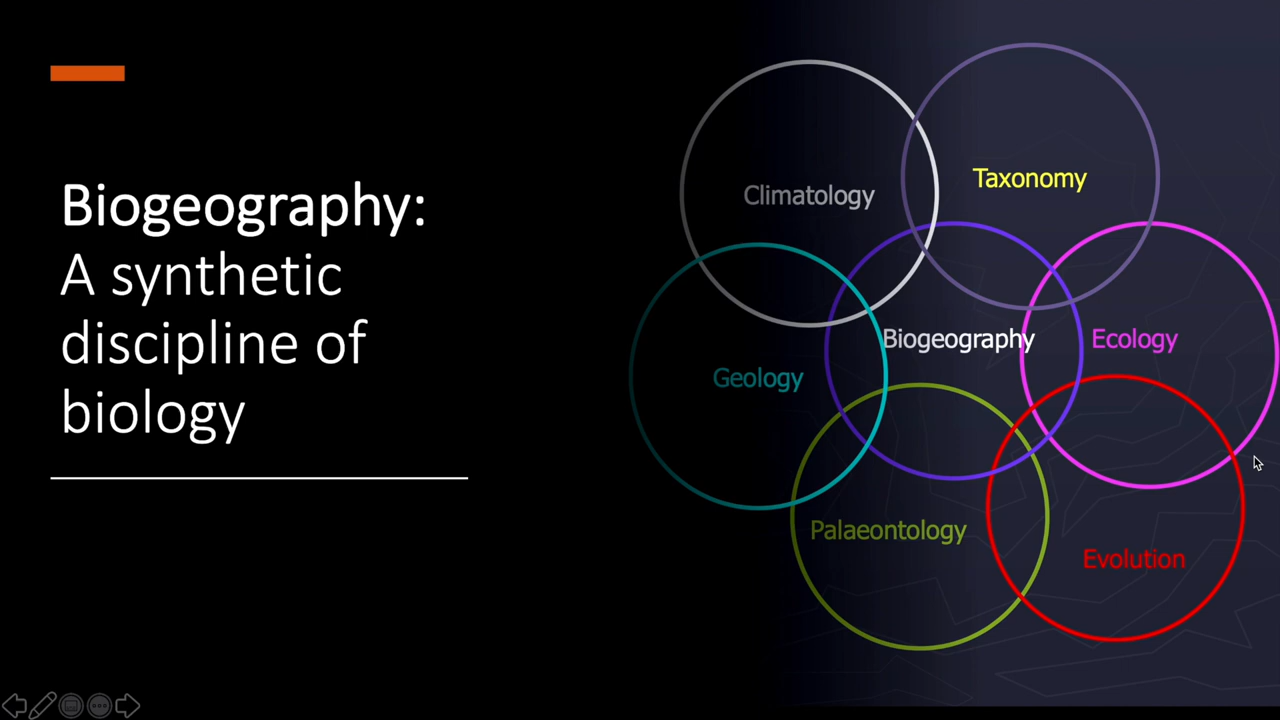 Biogeography:
A synthetic
discipline of
biology
Climatology
Taxonomy
Biogeography
Ecology
Geology
Palaeontology
Evolution